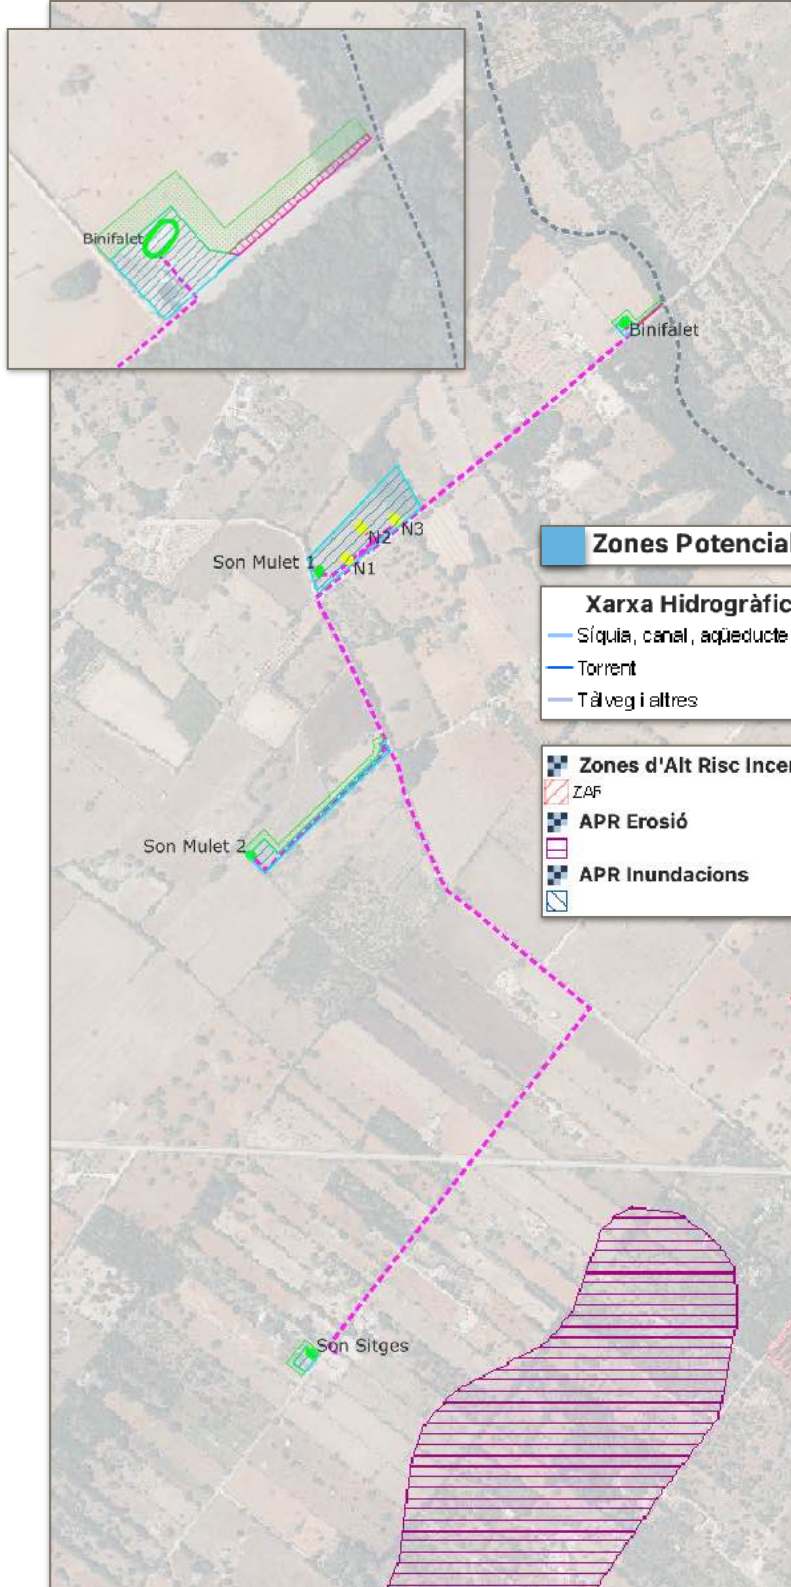 Binifalet
Binifalet
N2
N3
Son Mulet 1
N1
Zones Potencial
Xarxa Hidrogràfic
Síquia, canal, aqüeducte
Torrent
Tàlveg i altres
Zones d'Alt Risc Incen
ZAR
APR Erosió
Son Mulet 2
APR Inundacions
Son Sitges